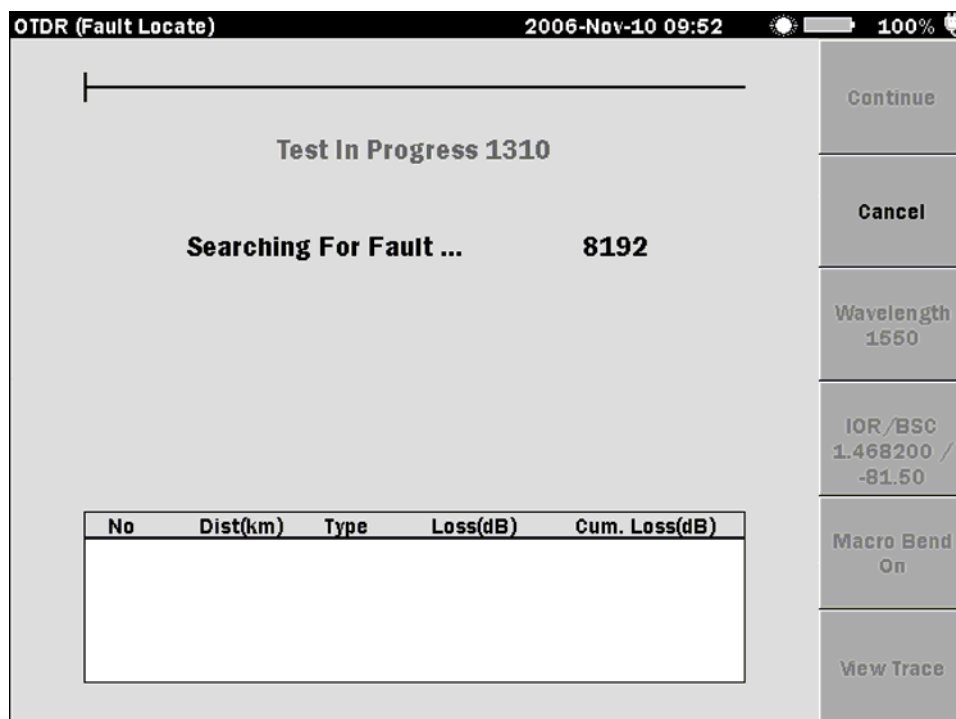 OTDR (Fault Locate) 2006-Nov-10 09:52 100%
Test In Progress 1310
Searching For Fault ... 8192
No Dist(km) Type Loss(dB) Cum. Loss(dB)
Continue
Cancel
Wavelength
1550
IOR/BSC
1.468200 /
-81.50
Macro Bend
On
View Trace